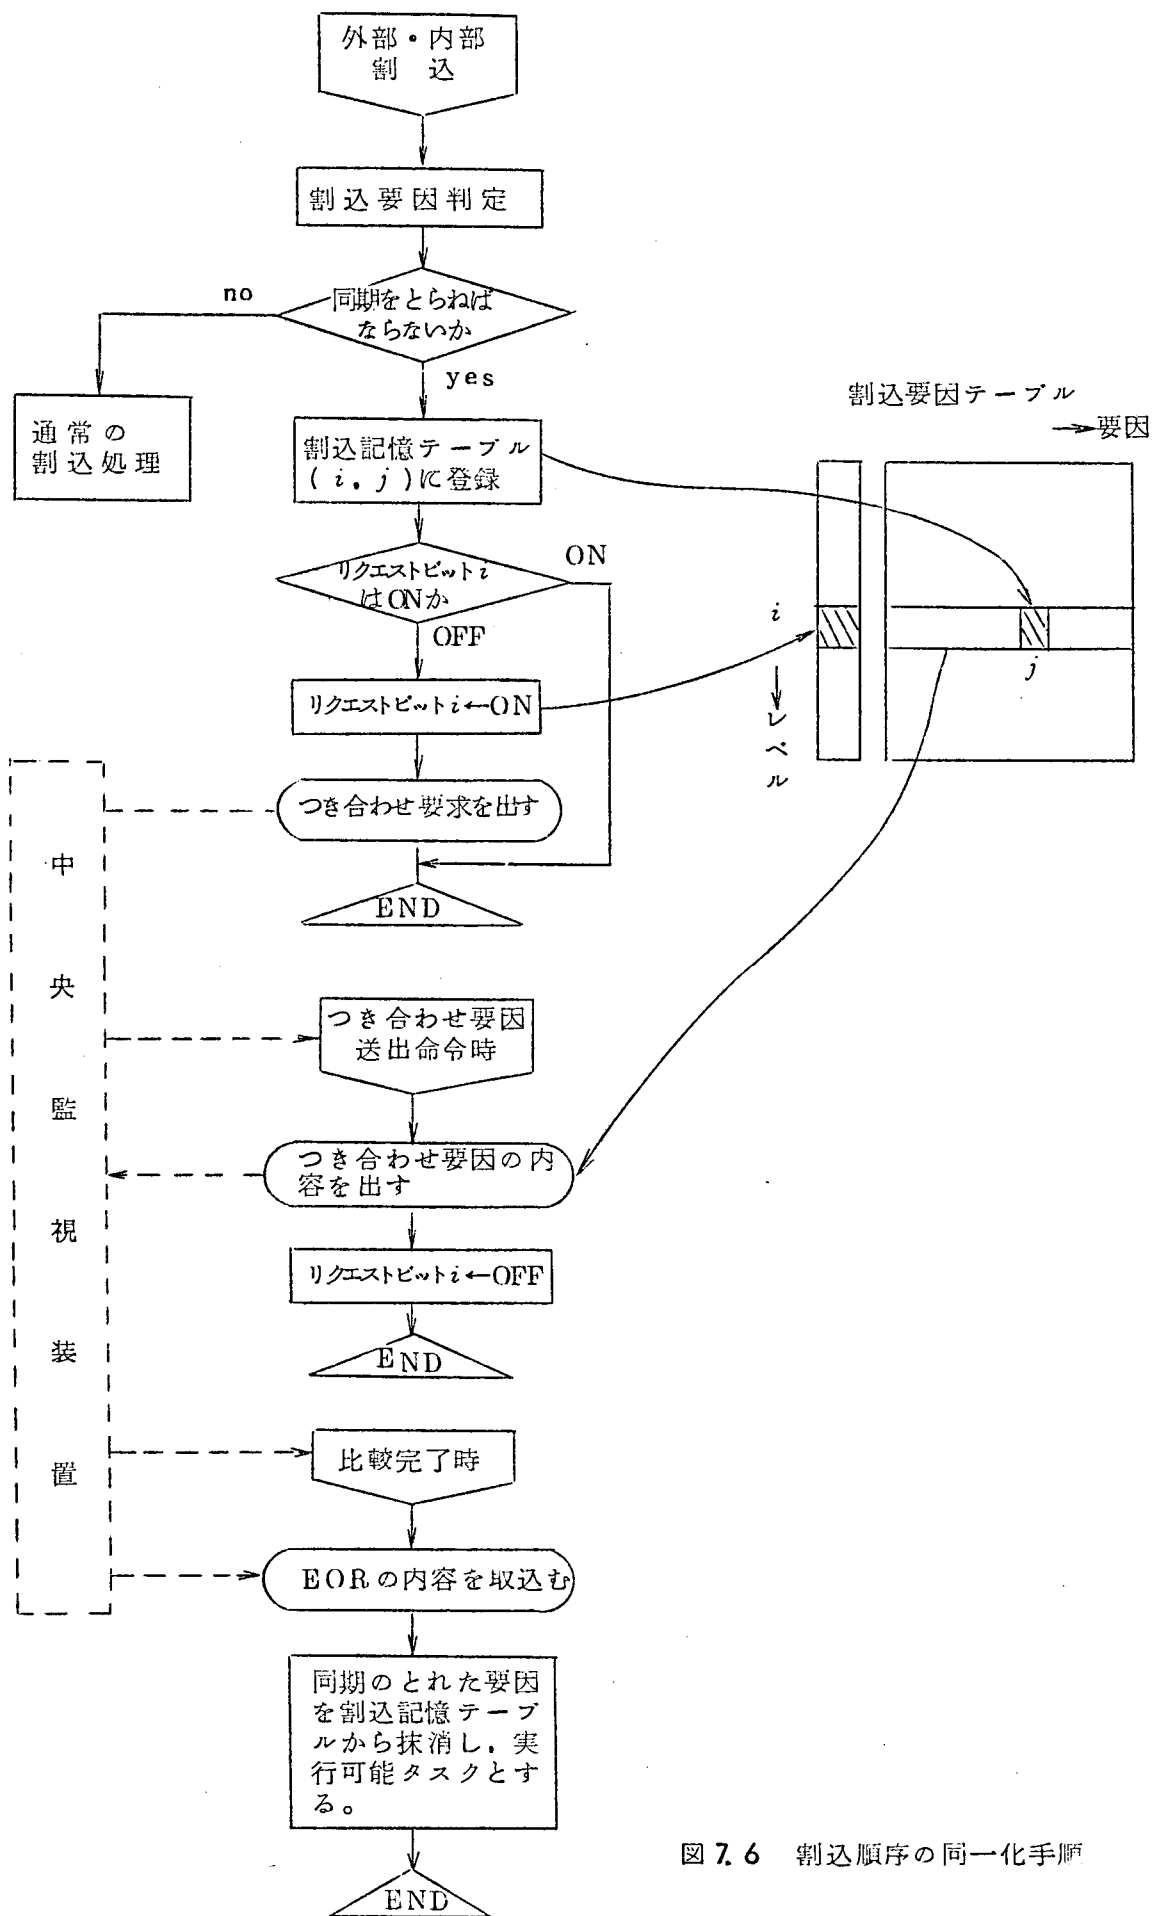 外部・内部
割 込
割込要因判定
同期をとらねば
ならないか
no
yes
通常の
割込処理
割込記憶テーブル
(i, j)に登録
割込要因テーブル
→要因
リクエストビットi
はONか
ON
OFF
i
j
↓
レ
ベ
ル
リクエストビットi←ON
つき合わせ要求を出す
END
中
央
監
視
装
置
つき合わせ要因
送出命令時
つき合わせ要因の内
容を出す
リクエストビットi←OFF
END
比較完了時
EORの内容を取込む
同期のとれた要因
を割込記憶テーブ
ルから抹消し,実
行可能タスクとす
る。
END
図7.6 割込順序の同一化手順